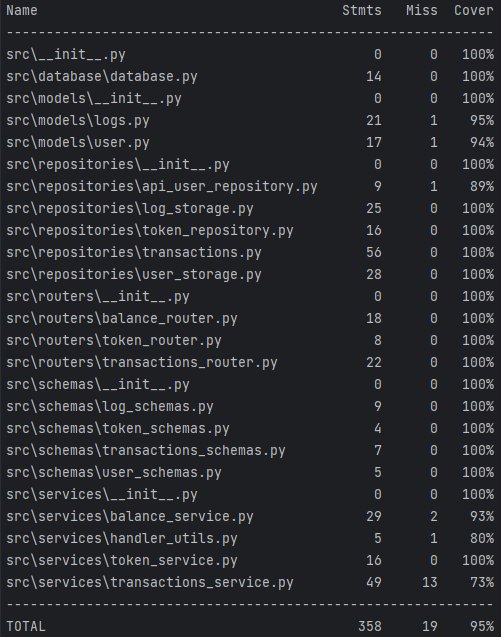 Name Stmts Miss Cover
-------------------------------------------------------------
src\__init__.py 0 0 100%
src\database\database.py 14 0 100%
src\models\__init__.py 0 0 100%
src\models\logs.py 21 1 95%
src\models\user.py 17 1 94%
src\repositories\__init__.py 0 0 100%
src\repositories\api_user_repository.py 9 1 89%
src\repositories\log_storage.py 25 0 100%
src\repositories\token_repository.py 16 0 100%
src\repositories\transactions.py 56 0 100%
src\repositories\user_storage.py 28 0 100%
src\routers\__init__.py 0 0 100%
src\routers\balance_router.py 18 0 100%
src\routers\token_router.py 8 0 100%
src\routers\transactions_router.py 22 0 100%
src\schemas\__init__.py 0 0 100%
src\schemas\log_schemas.py 9 0 100%
src\schemas\token_schemas.py 4 0 100%
src\schemas\transactions_schemas.py 7 0 100%
src\schemas\user_schemas.py 5 0 100%
src\services\__init__.py 0 0 100%
src\services\balance_service.py 29 2 93%
src\services\handler_utils.py 5 1 80%
src\services\token_service.py 16 0 100%
src\services\transactions_service.py 49 13 73%
-------------------------------------------------------------
TOTAL 358 19 95%